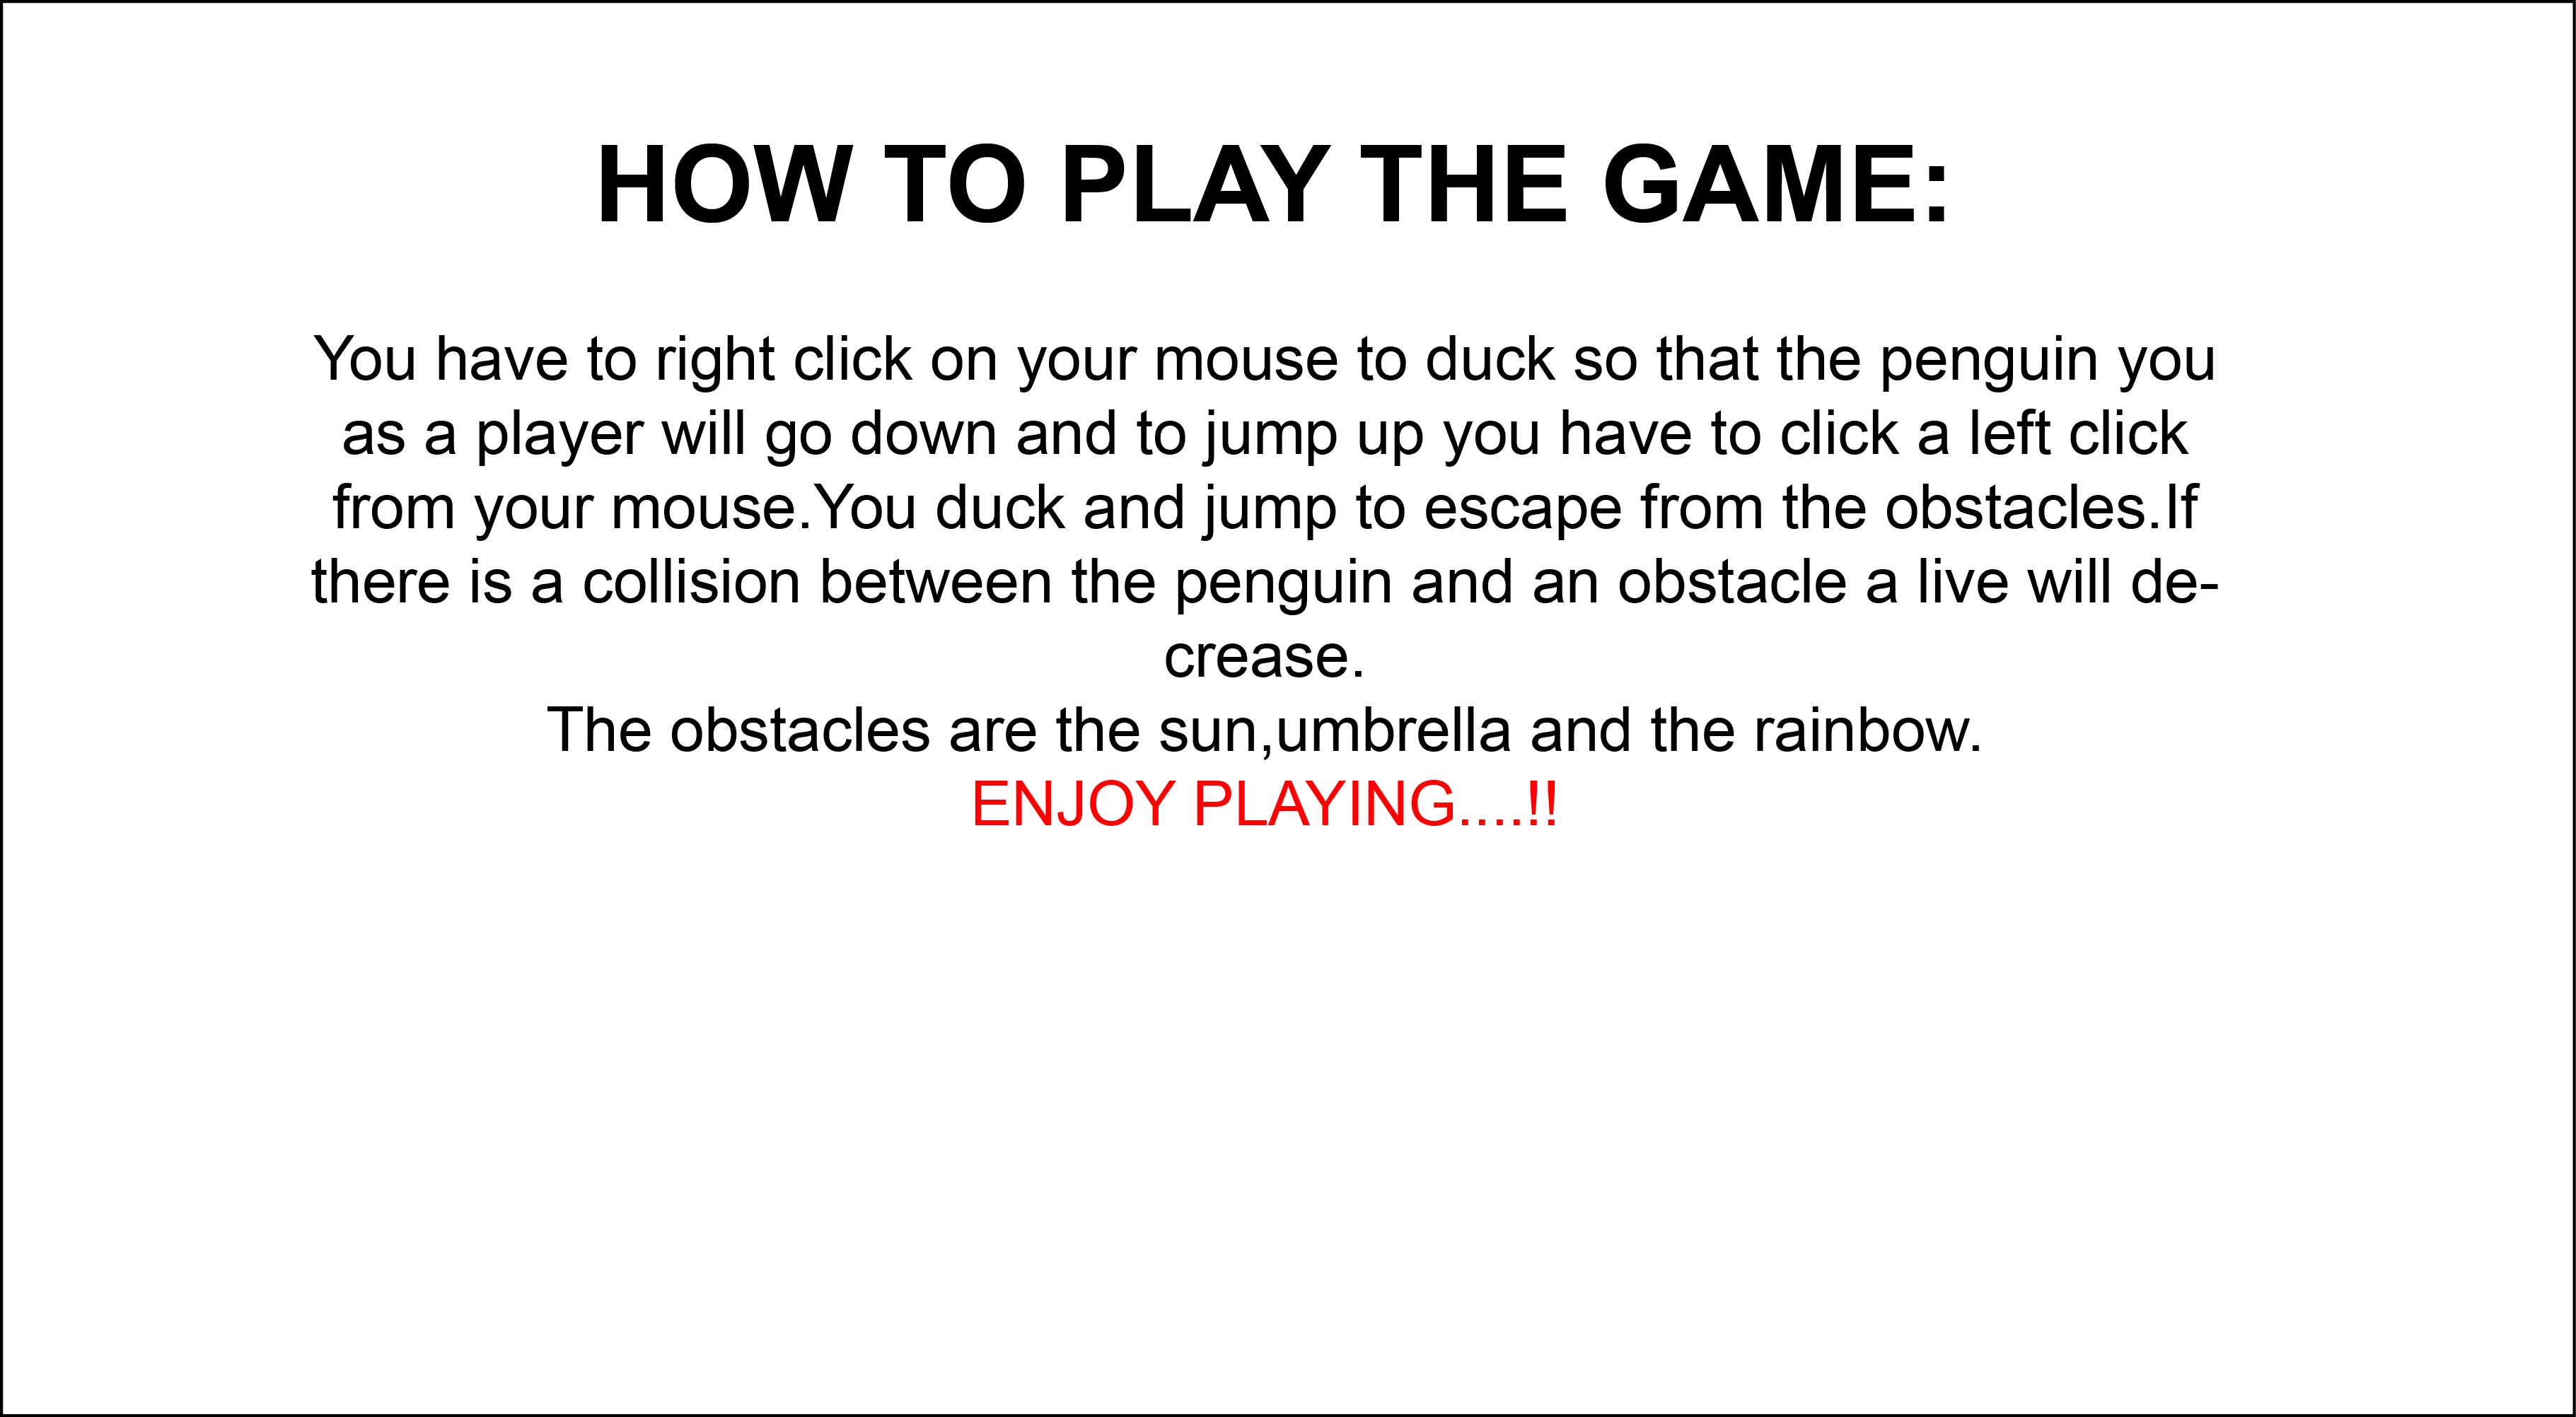 HOW TO PLAY THE GAME:
You have to right click on your mouse to duck so that the penguin you
as a player will go down and to jump up you have to click a left click
from your mouse.You duck and jump to escape from the obstacles.If
there is a collision between the penguin and an obstacle a live will de-
crease.
The obstacles are the sun,umbrella and the rainbow.
ENJOY PLAYING....!!